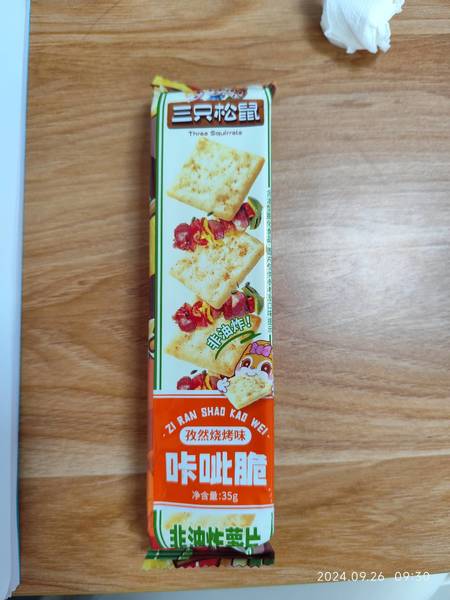 三只松鼠
Three Squirrels
非油炸!
ZI RAN SHAO KAO WEI
孜然烧烤味
咔呲脆
净含量:35g
非油炸薯片
2024.09.26 09:30